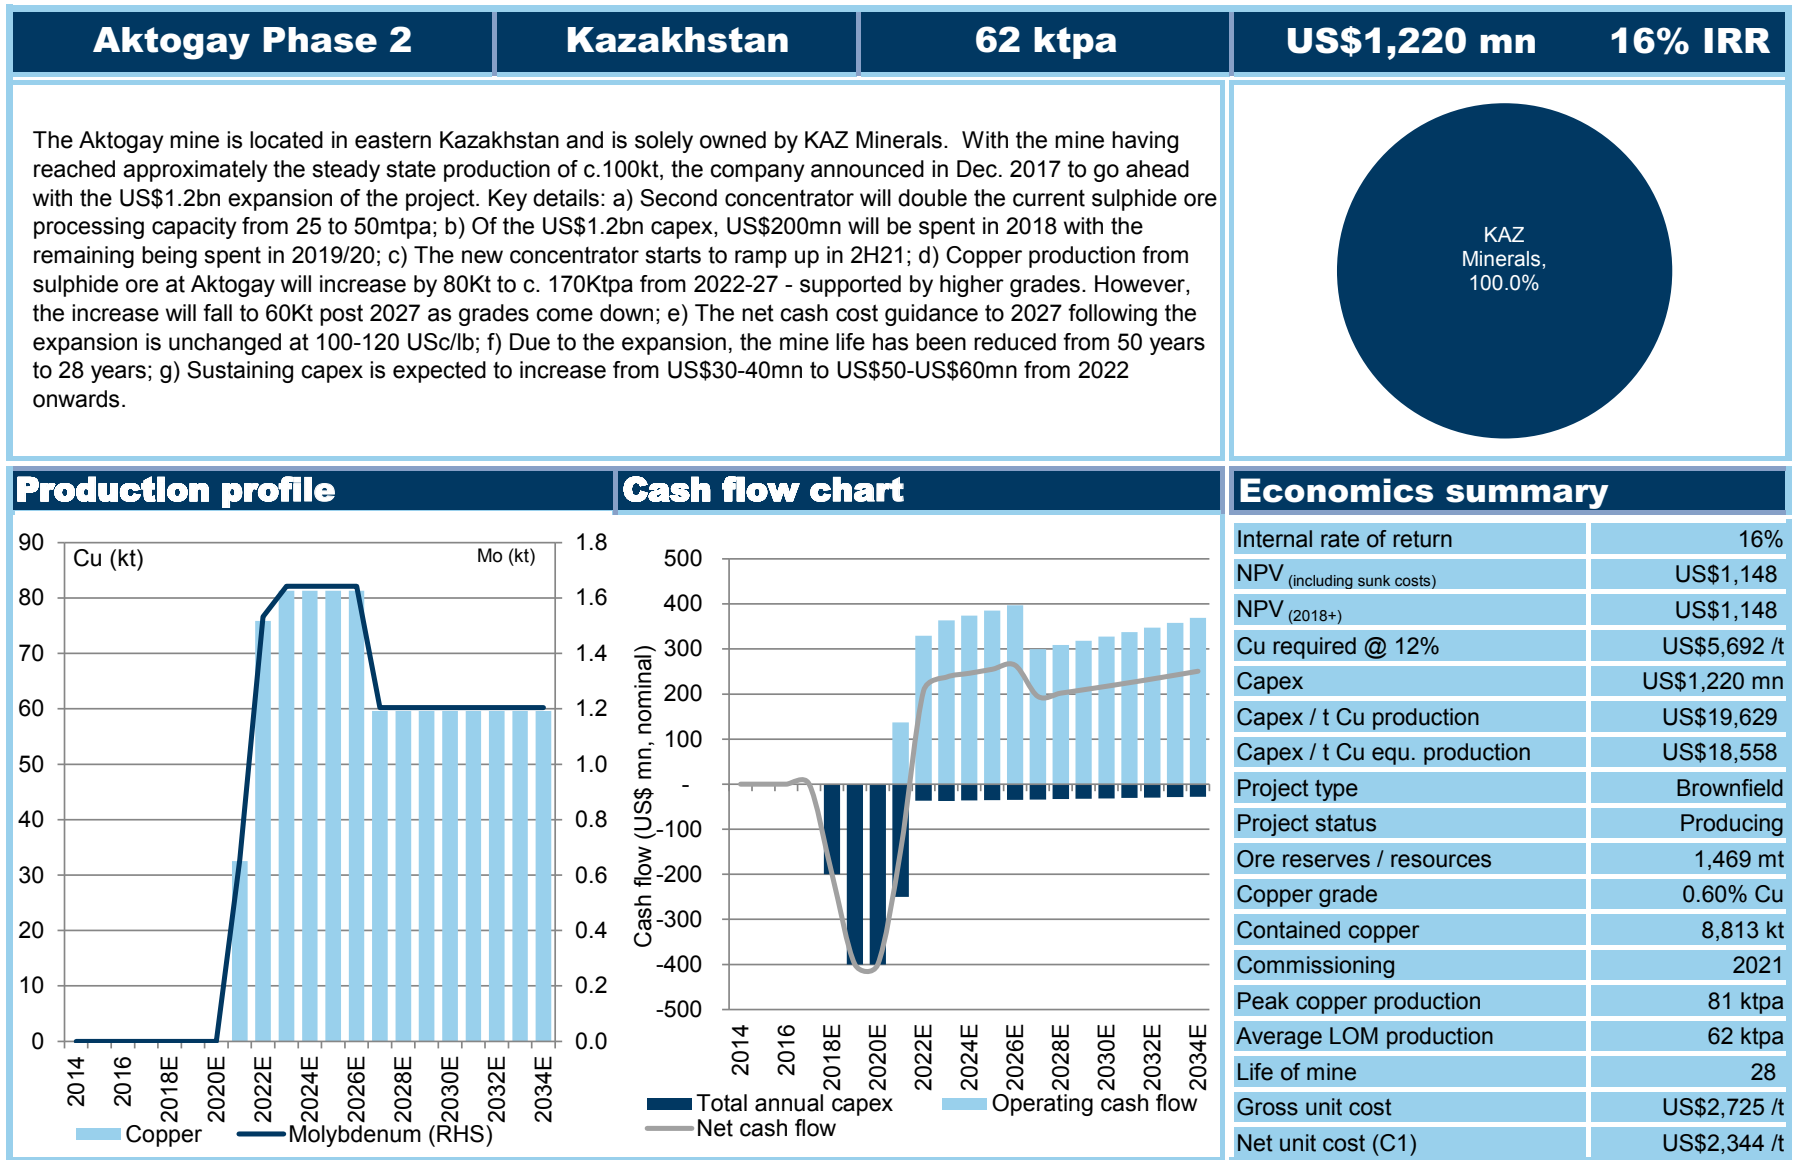 Aktogay Phase 2
Kazakhstan
62 ktpa
US$1,220 mn
16% IRR
The Aktogay mine is located in eastern Kazakhstan and is solely owned by KAZ Minerals.  With the mine having
reached approximately the steady state production of c.100kt, the company announced in Dec. 2017 to go ahead
with the US$1.2bn expansion of the project. Key details: a) Second concentrator will double the current sulphide ore
processing capacity from 25 to 50mtpa; b) Of the US$1.2bn capex, US$200mn will be spent in 2018 with the
remaining being spent in 2019/20; c) The new concentrator starts to ramp up in 2H21; d) Copper production from
sulphide ore at Aktogay will increase by 80Kt to c. 170Ktpa from 2022-27 - supported by higher grades. However,
the increase will fall to 60Kt post 2027 as grades come down; e) The net cash cost guidance to 2027 following the
expansion is unchanged at 100-120 USc/lb; f) Due to the expansion, the mine life has been reduced from 50 years
to 28 years; g) Sustaining capex is expected to increase from US$30-40mn to US$50-US$60mn from 2022
onwards.
KAZ
Minerals,
100.0%
Production profile
Cu (kt)
Mo (kt)
90
80
70
60
50
40
30
20
10
0
1.8
1.6
1.4
1.2
1.0
0.8
0.6
0.4
0.2
0.0
2014
2016
2018E
2020E
2022E
2024E
2026E
2028E
2030E
2032E
2034E
Copper
Molybdenum (RHS)
Cash flow chart
Cash flow (US$ mn, nominal)
500
400
300
200
100
-
-100
-200
-300
-400
-500
2014
2016
2018E
2020E
2022E
2024E
2026E
2028E
2030E
2032E
2034E
Total annual capex
Operating cash flow
Net cash flow
Economics summary
Internal rate of return 16%
NPV (including sunk costs) US$1,148
NPV (2018+) US$1,148
Cu required @ 12% US$5,692 /t
Capex US$1,220 mn
Capex / t Cu production US$19,629
Capex / t Cu equ. production US$18,558
Project type Brownfield
Project status Producing
Ore reserves / resources 1,469 mt
Copper grade 0.60% Cu
Contained copper 8,813 kt
Commissioning 2021
Peak copper production 81 ktpa
Average LOM production 62 ktpa
Life of mine 28
Gross unit cost US$2,725 /t
Net unit cost (C1) US$2,344 /t